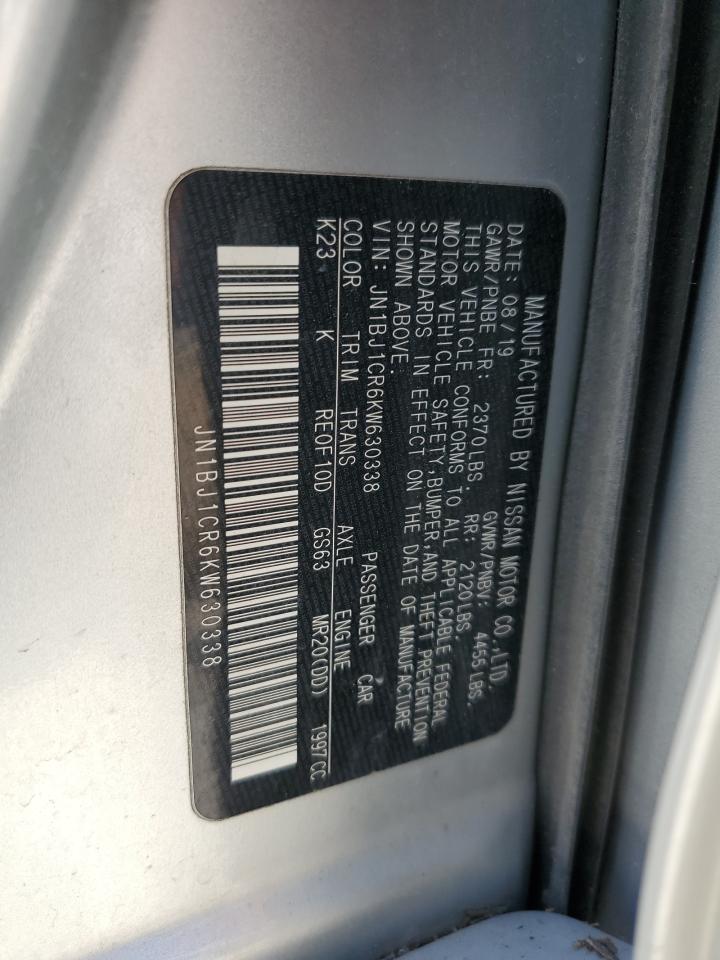 MANUFACTURED BY NISSAN MOTOR CO.,LTD.
DATE: 08/19 GVWR/PNBV: 4455 LBS,
GAWR/PNBE FR: 2370LBS, RR: 2120LBS.
THIS VEHICLE CONFORMS TO ALL APPLICABLE FEDERAL
MOTOR VEHICLE SAFETY,BUMPER,AND THEFT PREVENTION
STANDARDS IN EFFECT ON THE DATE OF MANUFACTURE
SHOWN ABOVE.
VIN: JN1BJ1CR6KW630338 PASSENGER CAR
COLOR TRIM TRANS AXLE ENGINE
K23 K RE0F10D GS63 MR20(DD) 1997CC
JN1BJ1CR6KW630338